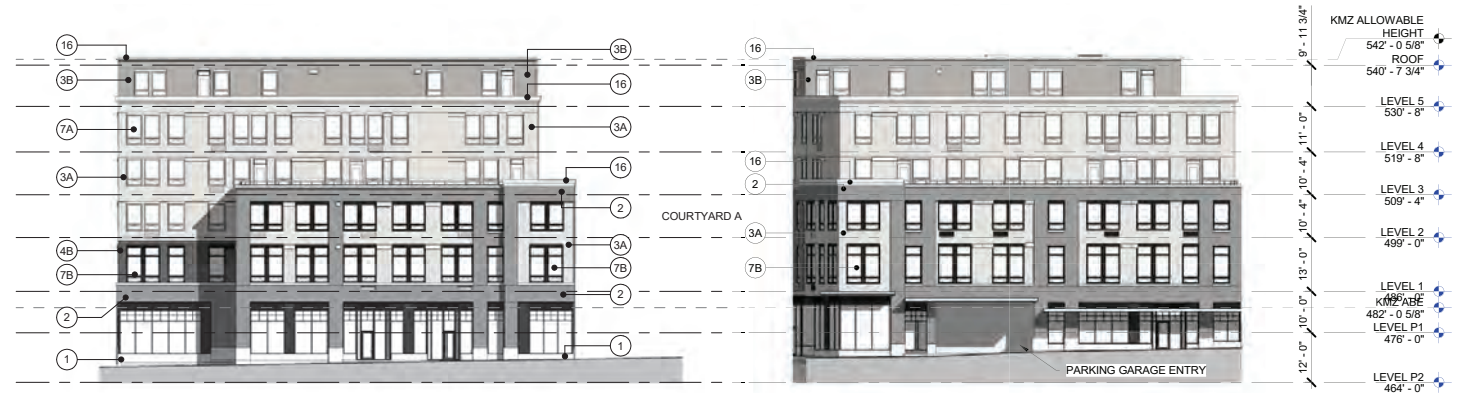 16
3B
7A
3A
4B
7B
2
1
3B
16
3A
16
2
3A
7B
2
1
COURTYARD A
16
3B
16
2
3A
7B
PARKING GARAGE ENTRY
9' - 11 3/4"
11' - 0"
10' - 4"
10' - 4"
13' - 0"
10' - 0"
12' - 0"
KMZ ALLOWABLE
HEIGHT
542' - 0 5/8"
ROOF
540' - 7 3/4"
LEVEL 5
530' - 8"
LEVEL 4
519' - 8"
LEVEL 3
509' - 4"
LEVEL 2
499' - 0"
LEVEL 1
486' - 0"
KMZ ABE
482' - 0 5/8"
LEVEL P1
476' - 0"
LEVEL P2
464' - 0"